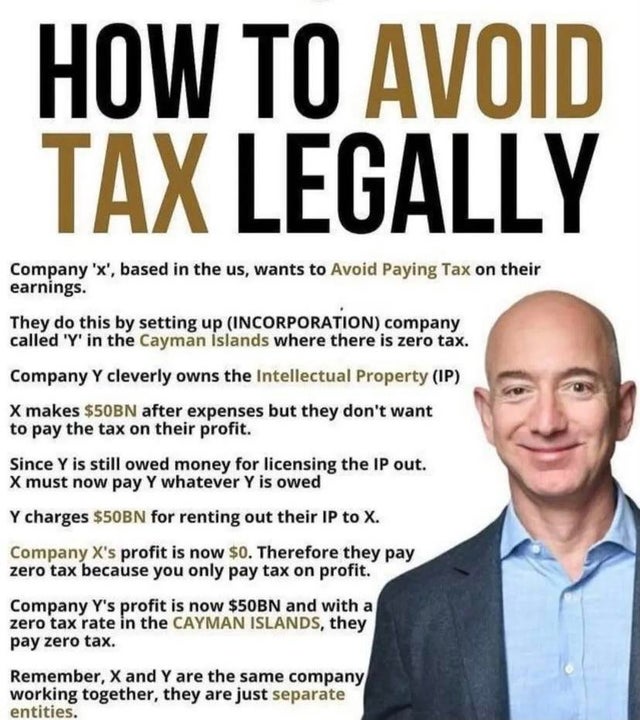 HOW TO AVOID
TAX LEGALLY
Company 'x', based in the us, wants to Avoid Paying Tax on their
earnings.
They do this by setting up (INCORPORATION) company
called 'Y' in the Cayman Islands where there is zero tax.
Company Y cleverly owns the Intellectual Property (IP)
X makes $50BN after expenses but they don't want
to pay the tax on their profit.
Since Y is still owed money for licensing the IP out.
X must now pay Y whatever Y is owed
Y charges $50BN for renting out their IP to X.
Company X's profit is now $0. Therefore they pay
zero tax because you only pay tax on profit.
Company Y's profit is now $50BN and with a
zero tax rate in the CAYMAN ISLANDS, they
pay zero tax.
Remember, X and Y are the same company
working together, they are just separate
entities.